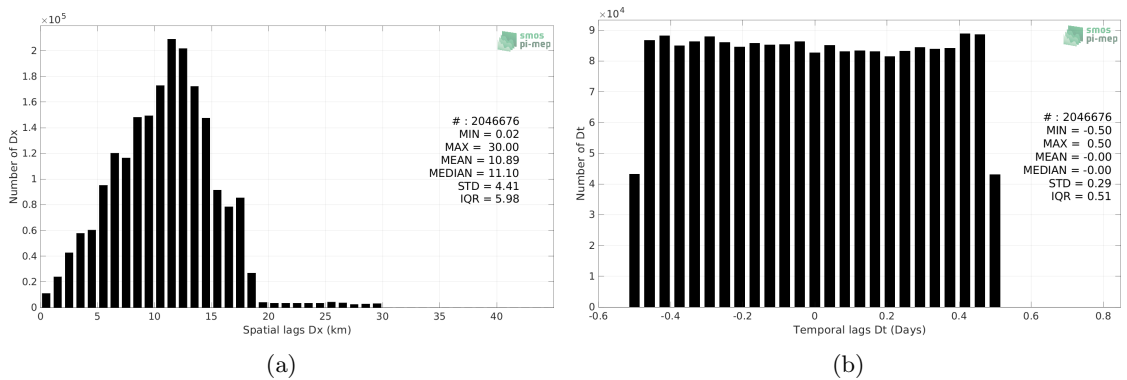 ×10⁵
2
1.8
1.6
1.4
1.2
1
0.8
0.6
0.4
0.2
0
Number of Dx
0 5 10 15 20 25 30 35 40
Spatial lags Dx (km)
smos
pi-mep
# : 2046676
MIN = 0.02
MAX = 30.00
MEAN = 10.89
MEDIAN = 11.10
STD = 4.41
IQR = 5.98
(a)
×10⁴
9
8
7
6
5
4
3
2
1
0
Number of Dt
-0.6 -0.4 -0.2 0 0.2 0.4 0.6 0.8
Temporal lags Dt (Days)
smos
pi-mep
# : 2046676
MIN = -0.50
MAX = 0.50
MEAN = -0.00
MEDIAN = -0.00
STD = 0.29
IQR = 0.51
(b)